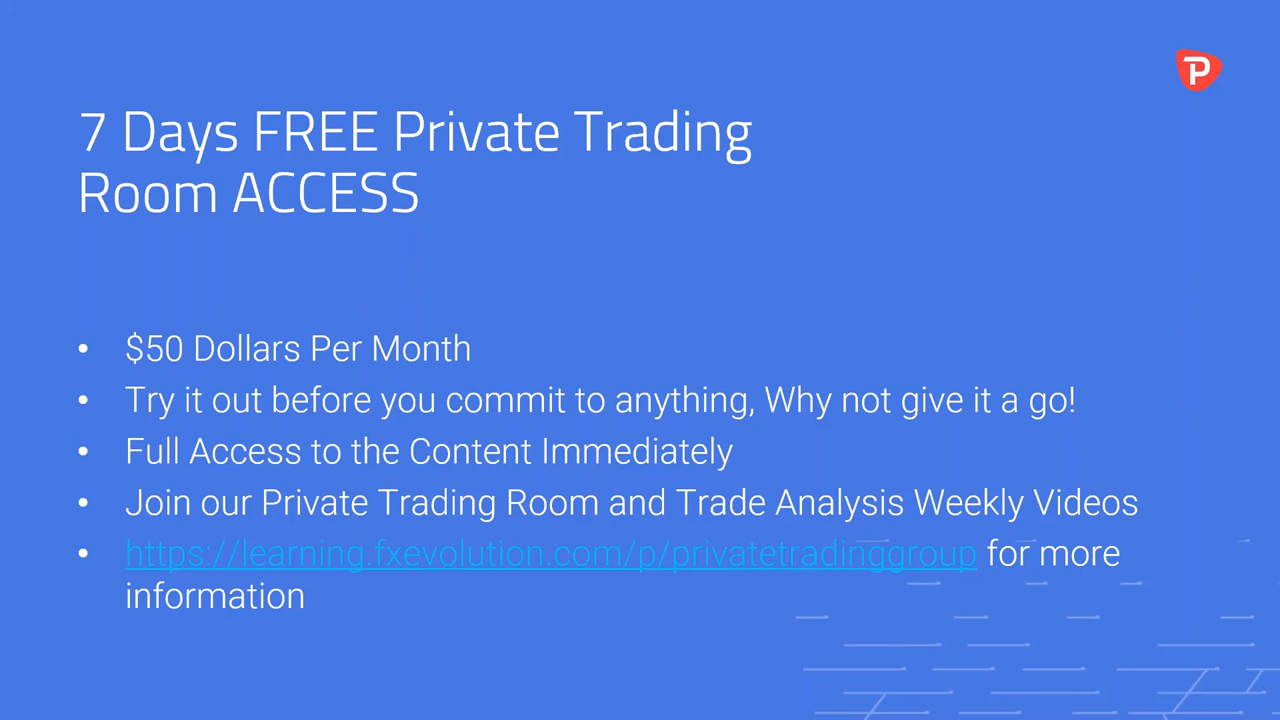 P
7 Days FREE Private Trading
Room ACCESS
• $50 Dollars Per Month
• Try it out before you commit to anything, Why not give it a go!
• Full Access to the Content Immediately
• Join our Private Trading Room and Trade Analysis Weekly Videos
• https://learning.fxevolution.com/p/privatetradinggroup for more
information